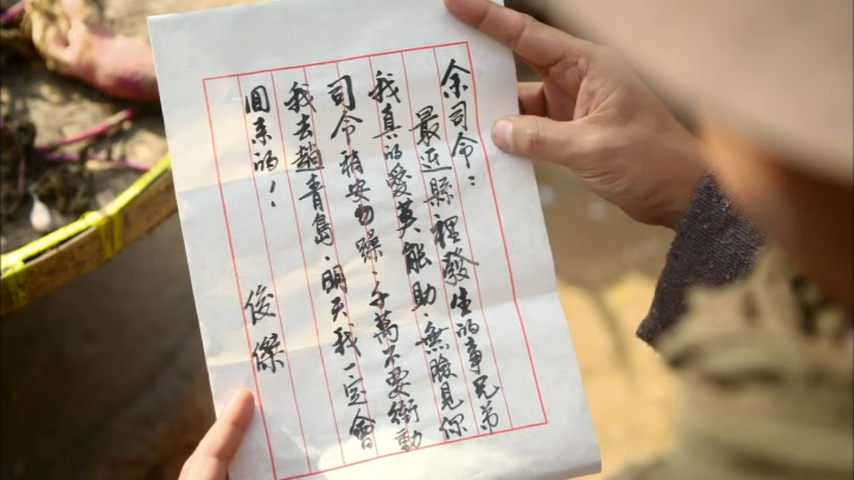 余司令：
最近縣裡發生的事兄弟
我真的愛莫能助.無臉見你
司令稍安勿躁.千萬不要衝動
我去趟青島.明天我一定會
回来的！
俊傑